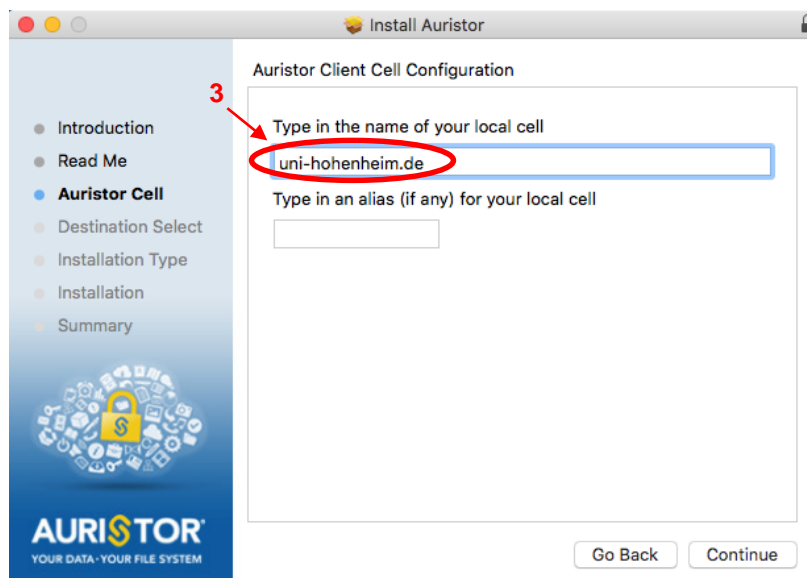 Install Auristor
Auristor Client Cell Configuration
3
Introduction
Read Me
Auristor Cell
Destination Select
Installation Type
Installation
Summary
Type in the name of your local cell
uni-hohenheim.de
Type in an alias (if any) for your local cell
S
AURISTOR
YOUR DATA · YOUR FILE SYSTEM
Go Back
Continue